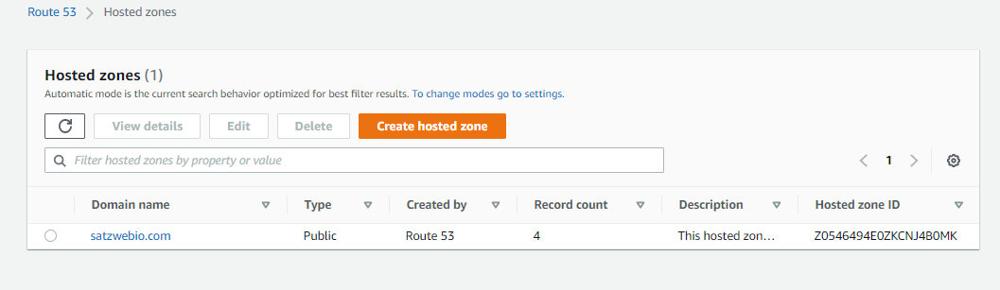 Route 53 > Hosted zones
Hosted zones (1)
Automatic mode is the current search behavior optimized for best filter results. To change modes go to settings.
View details Edit Delete Create hosted zone
Filter hosted zones by property or value 1
Domain name Type Created by Record count Description Hosted zone ID
satzwebio.com Public Route 53 4 This hosted zon... Z0546494E0ZKCNJ4B0MK